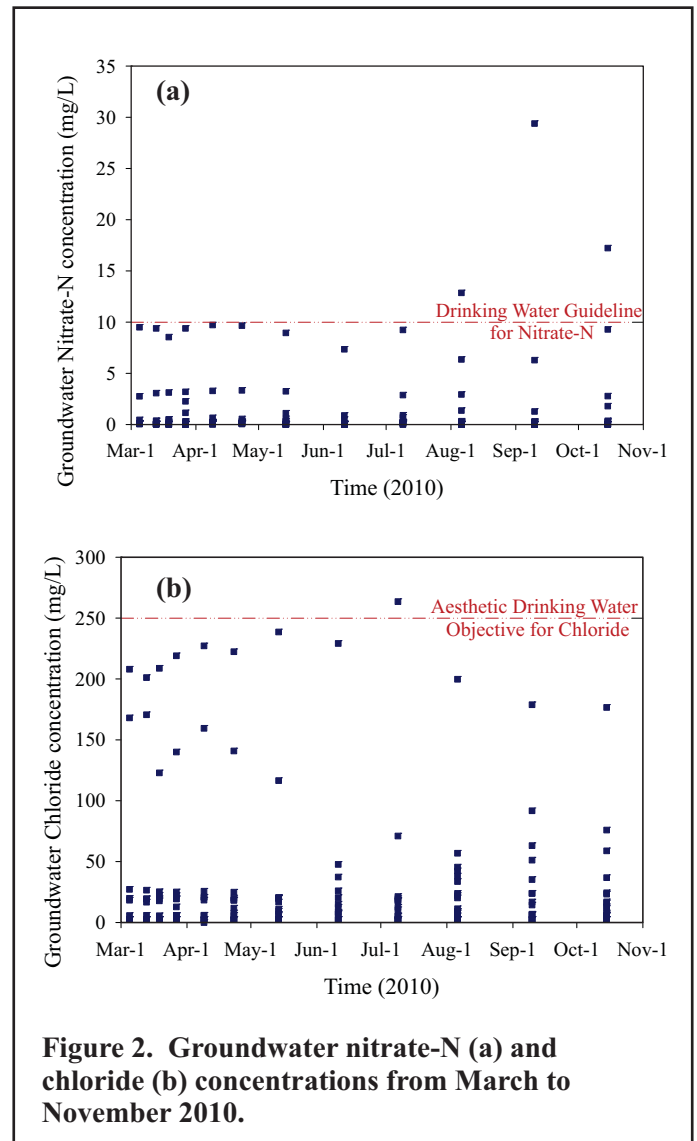 (a)
Groundwater Nitrate-N concentration (mg/L)
35
30
25
20
15
10
5
0
Drinking Water Guideline
for Nitrate-N
Mar-1 Apr-1 May-1 Jun-1 Jul-1 Aug-1 Sep-1 Oct-1 Nov-1
Time (2010)
(b)
Groundwater Chloride concentration (mg/L)
300
250
200
150
100
50
0
Aesthetic Drinking Water
Objective for Chloride
Mar-1 Apr-1 May-1 Jun-1 Jul-1 Aug-1 Sep-1 Oct-1 Nov-1
Time (2010)
Figure 2. Groundwater nitrate-N (a) and
chloride (b) concentrations from March to
November 2010.